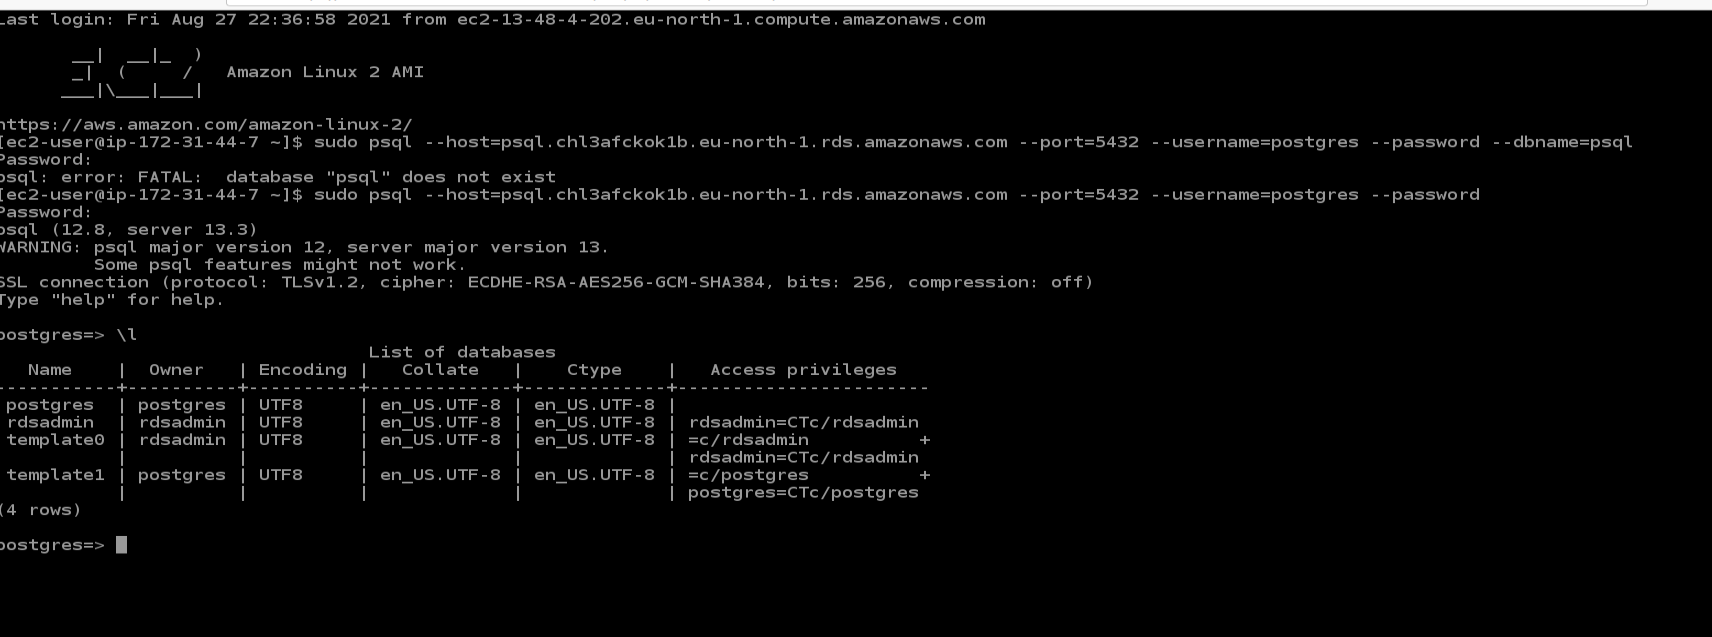 Last login: Fri Aug 27 22:36:58 2021 from ec2-13-48-4-202.eu-north-1.compute.amazonaws.com
       __|  __|_  )
       _|  (     /   Amazon Linux 2 AMI
      ___|\___|___|
https://aws.amazon.com/amazon-linux-2/
[ec2-user@ip-172-31-44-7 ~]$ sudo psql --host=psql.chl3afckok1b.eu-north-1.rds.amazonaws.com --port=5432 --username=postgres --password --dbname=psql
Password:
psql: error: FATAL:  database "psql" does not exist
[ec2-user@ip-172-31-44-7 ~]$ sudo psql --host=psql.chl3afckok1b.eu-north-1.rds.amazonaws.com --port=5432 --username=postgres --password
Password:
psql (12.8, server 13.3)
WARNING: psql major version 12, server major version 13.
         Some psql features might not work.
SSL connection (protocol: TLSv1.2, cipher: ECDHE-RSA-AES256-GCM-SHA384, bits: 256, compression: off)
Type "help" for help.
postgres=> \l
                                  List of databases
   Name    |  Owner   | Encoding |   Collate   |    Ctype    |   Access privileges
-----------+----------+----------+-------------+-------------+-----------------------
 postgres  | postgres | UTF8     | en_US.UTF-8 | en_US.UTF-8 |
 rdsadmin  | rdsadmin | UTF8     | en_US.UTF-8 | en_US.UTF-8 | rdsadmin=CTc/rdsadmin
 template0 | rdsadmin | UTF8     | en_US.UTF-8 | en_US.UTF-8 | =c/rdsadmin          +
           |          |          |             |             | rdsadmin=CTc/rdsadmin
 template1 | postgres | UTF8     | en_US.UTF-8 | en_US.UTF-8 | =c/postgres          +
           |          |          |             |             | postgres=CTc/postgres
(4 rows)
postgres=>